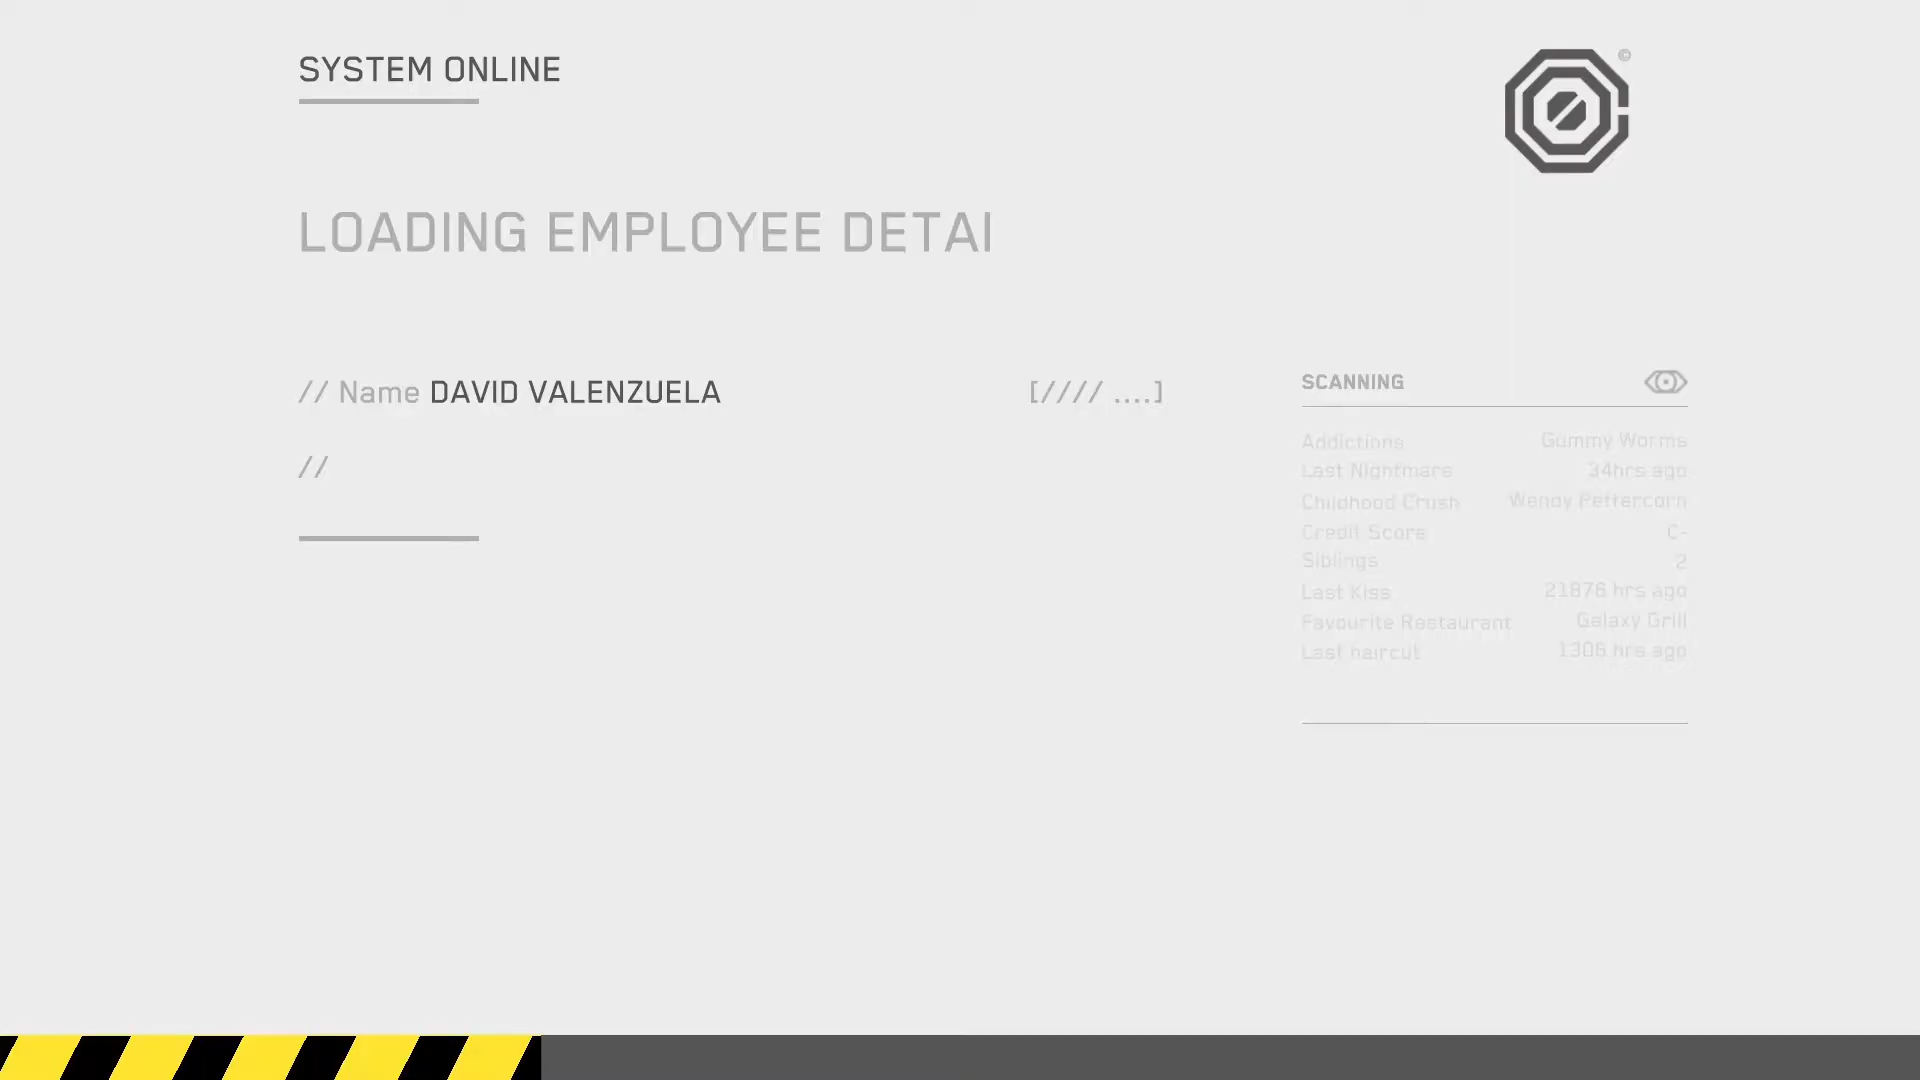 SYSTEM ONLINE
©
LOADING EMPLOYEE DETAI
// Name DAVID VALENZUELA [//// ....]
//
SCANNING
Addictions Gummy Worms
Last Nightmare 34hrs ago
Childhood Crush Wendy Peffercorn
Credit Score C-
Siblings 2
Last Kiss 21876 hrs ago
Favourite Restaurant Galaxy Grill
Last haircut 1306 hrs ago